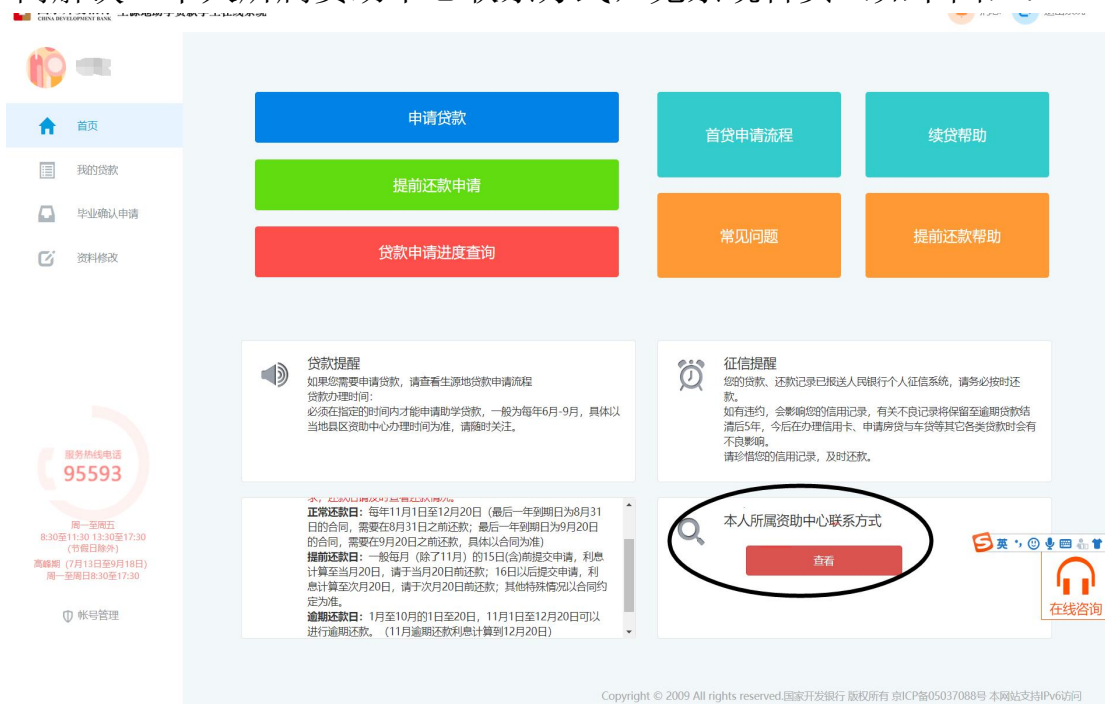 CHINA DEVELOPMENT BANK
首页
我的贷款
毕业确认申请
资料修改
服务热线电话
95593
周一至周五
8:30至11:30 13:30至17:30
(节假日除外)
高峰期 (7月13日至9月18日)
周一至周日8:30至17:30
帐号管理
申请贷款
提前还款申请
贷款申请进度查询
首贷申请流程
续贷帮助
常见问题
提前还款帮助
贷款提醒
如果您需要申请贷款，请查看生源地贷款申请流程
贷款办理时间：
必须在指定的时间内才能申请助学贷款，一般为每年6月-9月，具体以
当地县区资助中心办理时间为准，请随时关注。
征信提醒
您的贷款、还款记录已报送人民银行个人征信系统，请务必按时还
款。
如有违约，会影响您的信用记录，有关不良记录将保留至逾期贷款结
清后5年，今后在办理信用卡、申请房贷与车贷等其它各类贷款时会有
不良影响。
请珍惜您的信用记录，及时还款。
正常还款日：每年11月1日至12月20日（最后一年到期日为8月31
日的合同，需要在8月31日之前还款；最后一年到期日为9月20日
的合同，需要在9月20日之前还款，具体以合同为准）
提前还款日：一般每月（除了11月）的15日(含)前提交申请，利息
计算至当月20日，请于当月20日前还款；16日以后提交申请，利
息计算至次月20日，请于次月20日前还款；其他特殊情况以合同约
定为准。
逾期还款日：1月至10月的1日至20日，11月1日至12月20日可以
进行逾期还款。（11月逾期还款利息计算到12月20日）
本人所属资助中心联系方式
查看
英
在线咨询
Copyright © 2009 All rights reserved.国家开发银行 版权所有 京ICP备05037088号 本网站支持IPv6访问